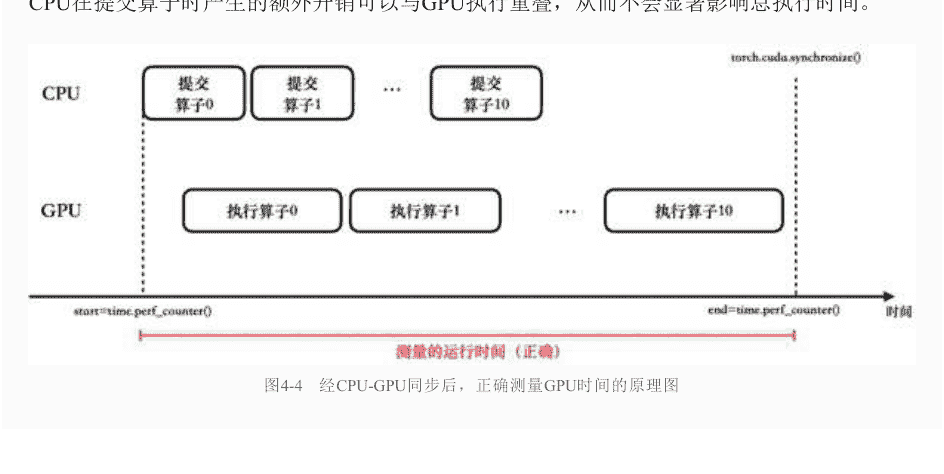 CPU在提交算子时产生的额外开销可以与GPU执行重叠，从而不会显著影响总执行时间。
torch.cuda.synchronize()
CPU
提交
算子0
提交
算子1
...
提交
算子10
GPU
执行算子0
执行算子1
...
执行算子10
start=time.perf_counter()
end=time.perf_counter()
时间
测量的运行时间（正确）
图4-4 经CPU-GPU同步后，正确测量GPU时间的原理图